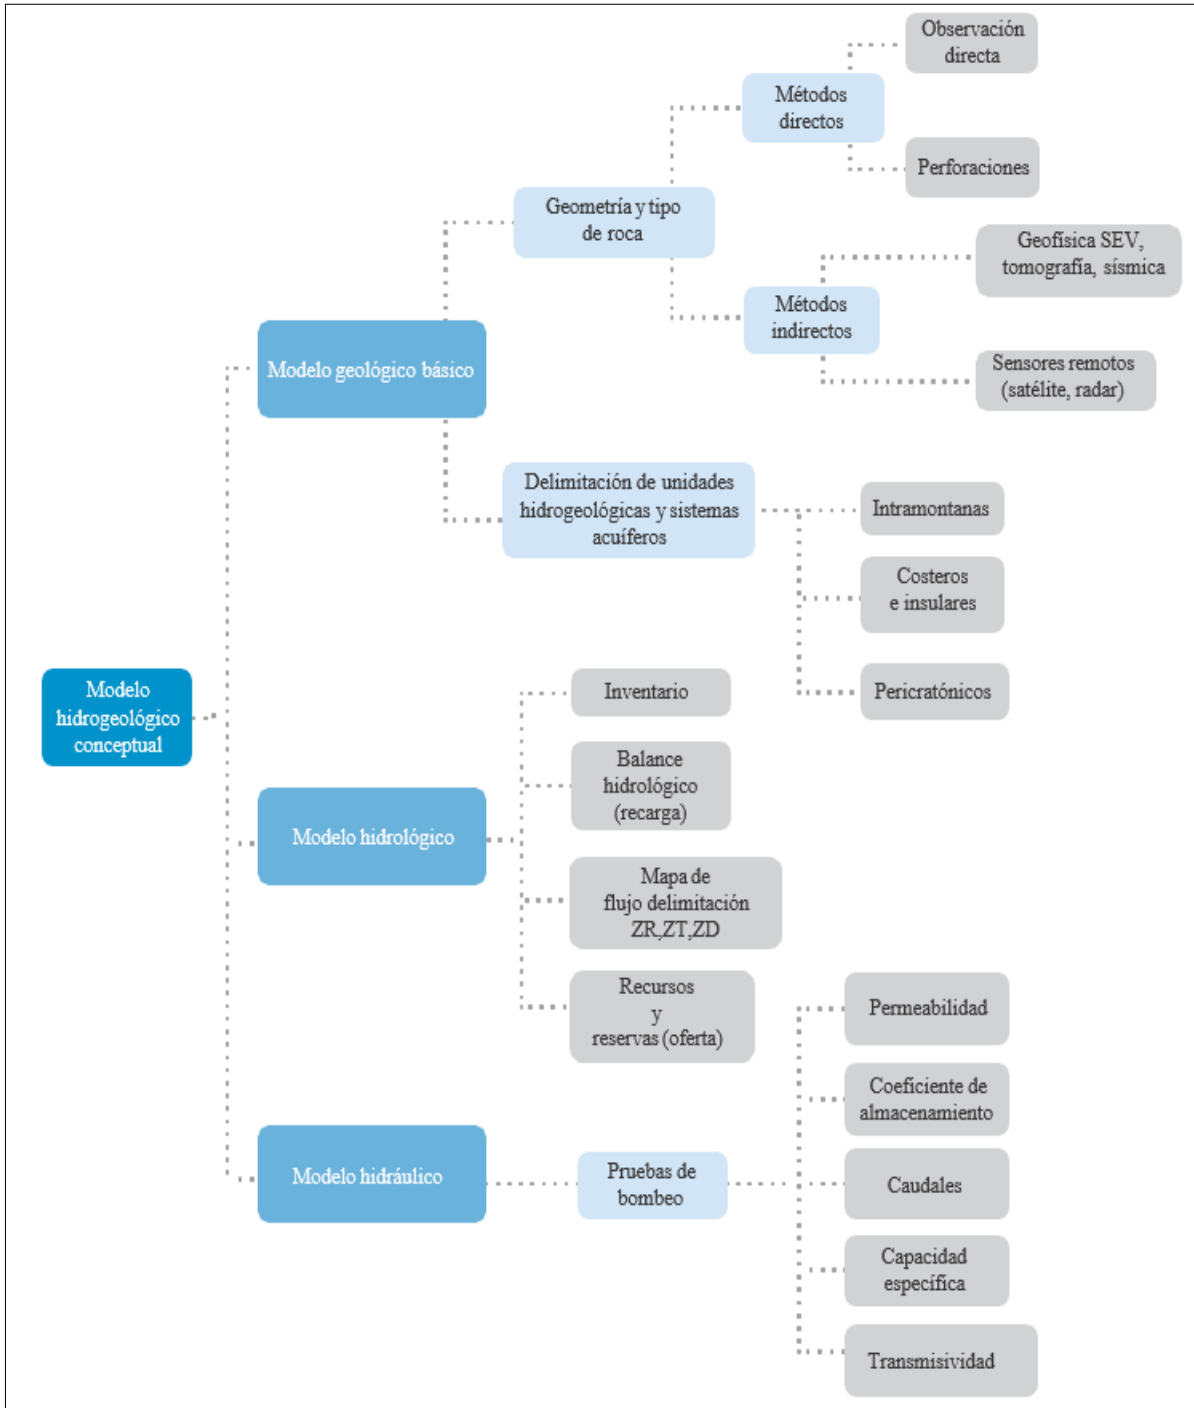 Observación
directa
Métodos
directos
Perforaciones
Geometría y tipo
de roca
Geofísica SEV,
tomografía, sísmica
Métodos
indirectos
Sensores remotos
(satélite, radar)
Modelo geológico básico
Delimitación de unidades
hidrogeológicas y sistemas
acuíferos
Intramontanas
Costeros
e insulares
Pericratónicos
Modelo
hidrogeológico
conceptual
Inventario
Balance
hidrológico
(recarga)
Modelo hidrológico
Mapa de
flujo delimitación
ZR,ZT,ZD
Recursos
y
reservas (oferta)
Permeabilidad
Coefíciente de
almacenamiento
Modelo hidráulico
Pruebas de
bombeo
Caudales
Capacidad
específica
Transmisividad